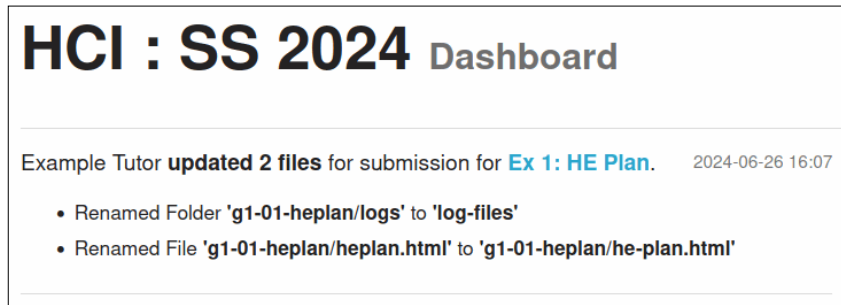 HCI : SS 2024 Dashboard
Example Tutor updated 2 files for submission for Ex 1: HE Plan. 2024-06-26 16:07
• Renamed Folder 'g1-01-heplan/logs' to 'log-files'
• Renamed File 'g1-01-heplan/heplan.html' to 'g1-01-heplan/he-plan.html'